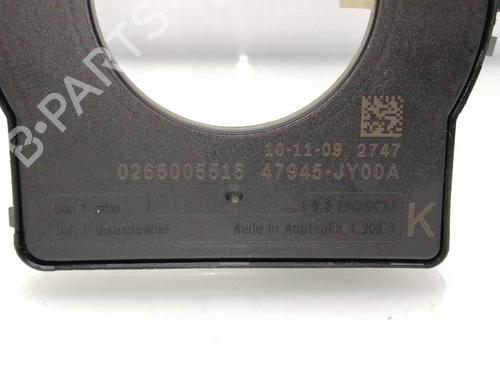 10-11-09 2747
0265005515 47945-JY00A
Don't drop BOSCH
Don't disassemble Made in Australia
K
B-PARTS